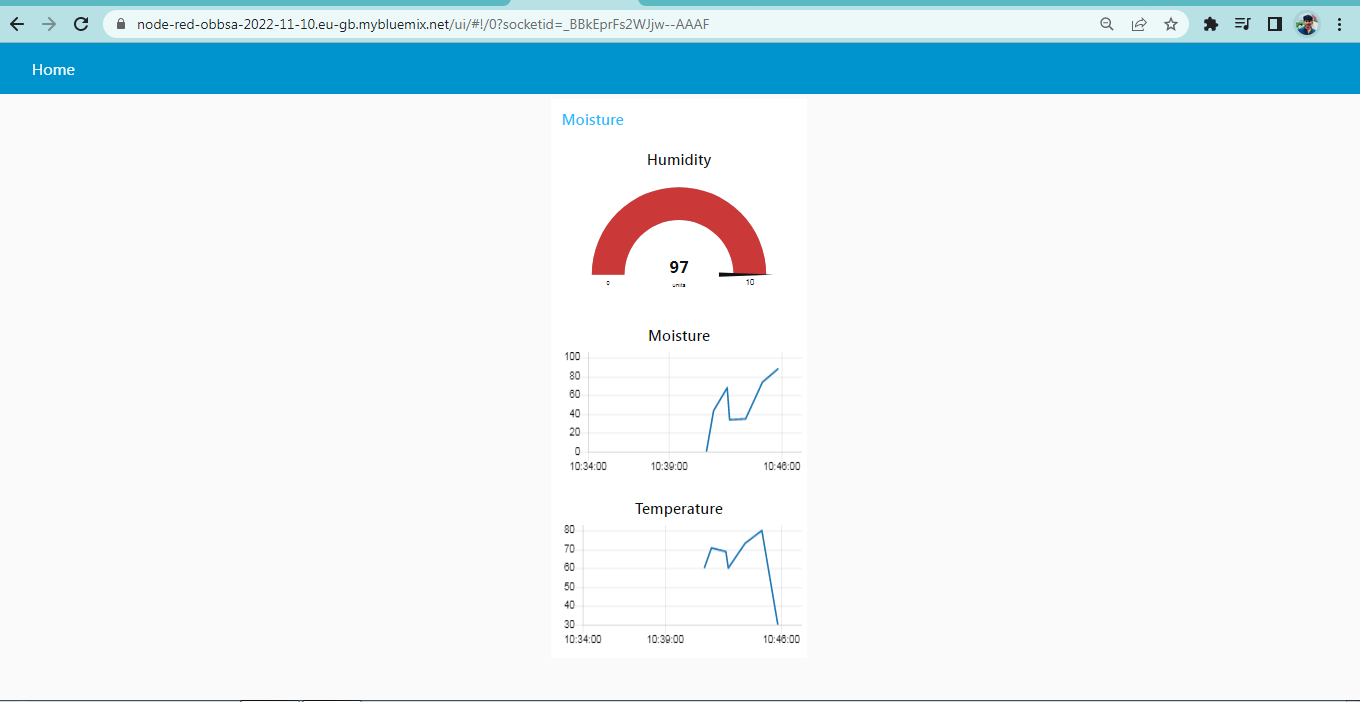 node-red-obbsa-2022-11-10.eu-gb.mybluemix.net/ui/#!/0?socketid=_BBkEprFs2WJjw--AAAF
Home
Moisture
Humidity
97
0
units
10
Moisture
100
80
60
40
20
0
10:34:00 10:39:00 10:46:00
Temperature
80
70
60
50
40
30
10:34:00 10:39:00 10:46:00